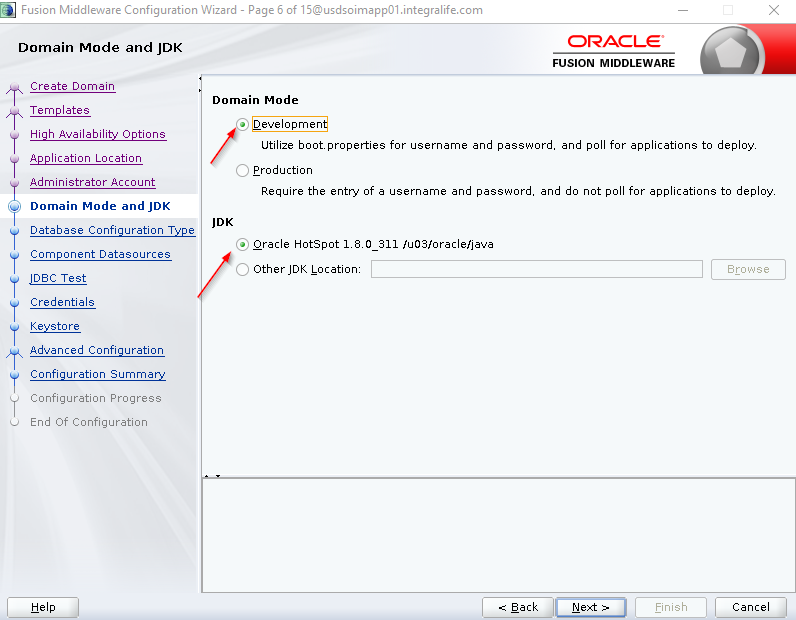 Fusion Middleware Configuration Wizard - Page 6 of 15@usdsoimapp01.integralife.com
Domain Mode and JDK
ORACLE
FUSION MIDDLEWARE
Create Domain
Templates
High Availability Options
Application Location
Administrator Account
Domain Mode and JDK
Database Configuration Type
Component Datasources
JDBC Test
Credentials
Keystore
Advanced Configuration
Configuration Summary
Configuration Progress
End Of Configuration
Domain Mode
Development
Utilize boot.properties for username and password, and poll for applications to deploy.
Production
Require the entry of a username and password, and do not poll for applications to deploy.
JDK
Oracle HotSpot 1.8.0_311 /u03/oracle/java
Other JDK Location:
Browse
Help
< Back
Next >
Finish
Cancel